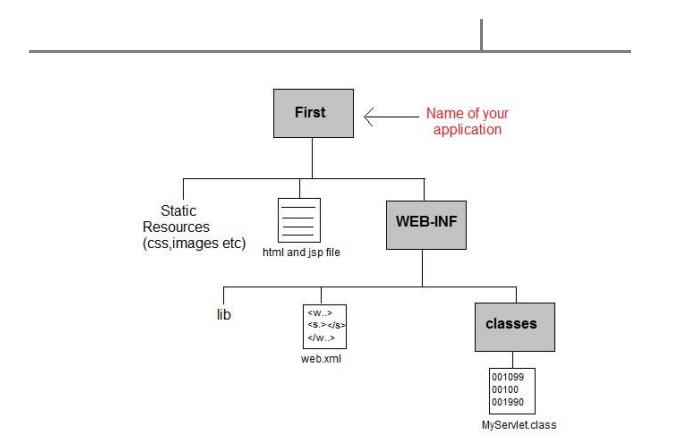 First
Name of your
application
Static
Resources
(css,images etc)
html and jsp file
WEB-INF
lib
<w..>
<s.></s>
</w..>
web.xml
classes
001099
00100
001990
MyServlet.class